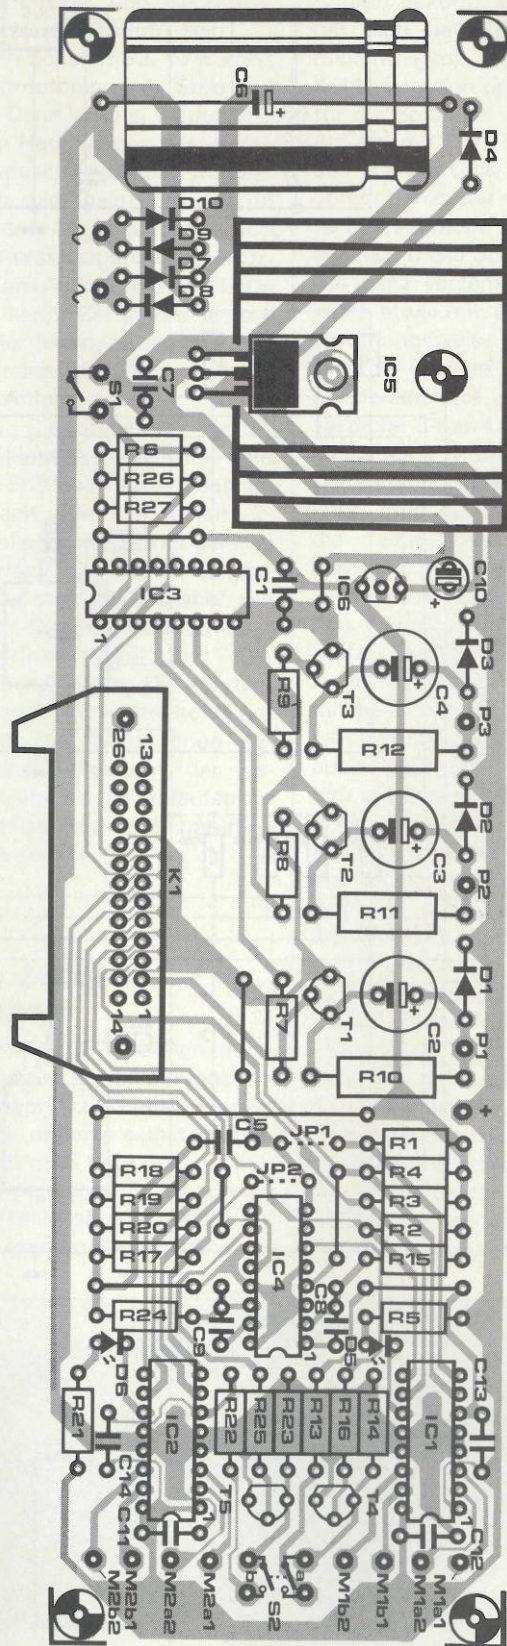 C6
+
D4
D10
D9
D7
D8
~
~
S1
C7
IC5
R6
R26
R27
IC3
1
C1
IC6
C10
+
D3
R9
T3
C4
+
P3
R12
26
13
K1
14
1
R8
T2
C3
+
D2
P2
R11
R7
T1
C2
+
D1
P1
R10
+
C5
JP1
JP2
R1
R4
R3
R2
R15
R5
R18
R19
R20
R17
R24
IC4
1
C9
C8
D5
D6
R21
C14
IC2
1
C11
R22
R25
R23
R13
R16
R14
T5
T4
IC1
1
C13
C12
M2b2
M2b1
M2a2
M2a1
b
a
S2
M1b2
M1b1
M1a2
M1a1